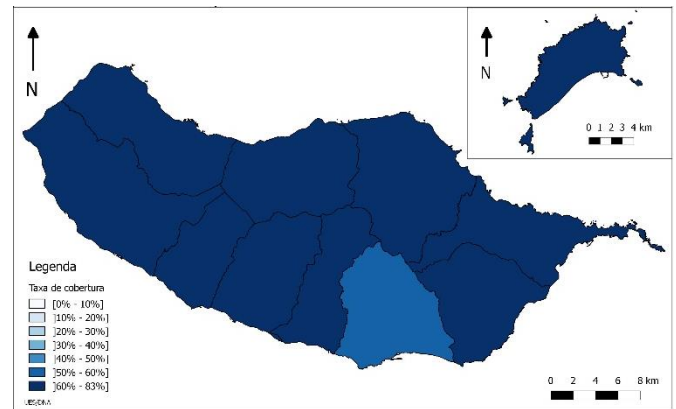 N
N
0 1 2 3 4 km
Legenda
Taxa de cobertura
[0% - 10%]
]10% - 20%]
]20% - 30%]
]30% - 40%]
]40% - 50%]
]50% - 60%]
]60% - 83%]
0 2 4 6 8 km